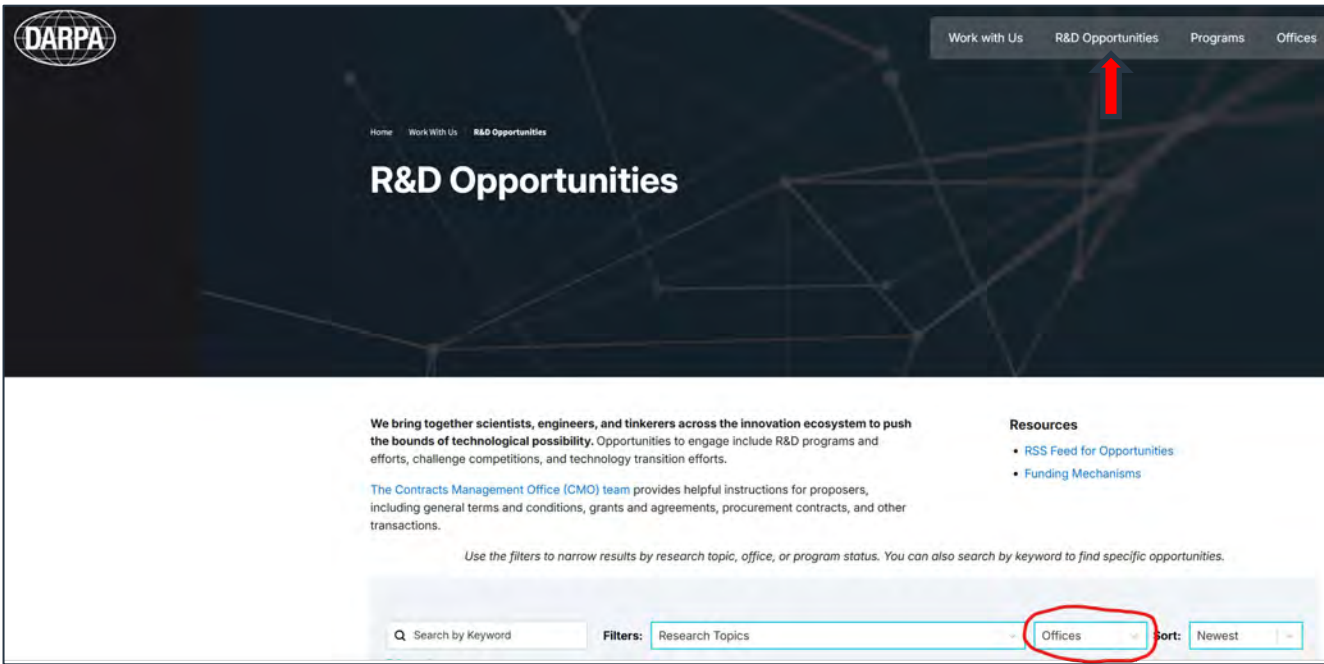 DARPA
Work with Us R&D Opportunities Programs Offices
Home Work With Us R&D Opportunities
R&D Opportunities
We bring together scientists, engineers, and tinkerers across the innovation ecosystem to push
the bounds of technological possibility. Opportunities to engage include R&D programs and
efforts, challenge competitions, and technology transition efforts.
The Contracts Management Office (CMO) team provides helpful instructions for proposers,
including general terms and conditions, grants and agreements, procurement contracts, and other
transactions.
Resources
• RSS Feed for Opportunities
• Funding Mechanisms
Use the filters to narrow results by research topic, office, or program status. You can also search by keyword to find specific opportunities.
Search by Keyword Filters: Research Topics Offices Sort: Newest